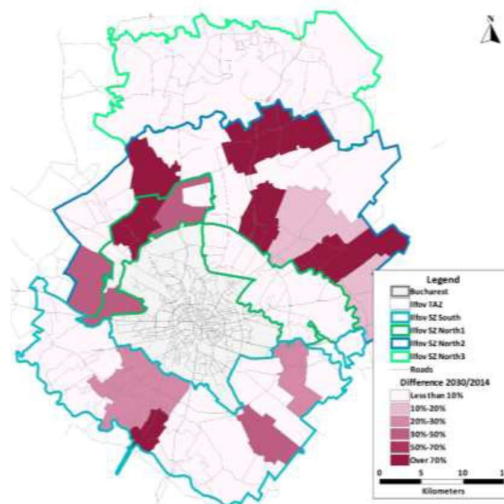 N
Legend
Bucharest
Ilfov TAZ
Ilfov SZ South
Ilfov SZ North1
Ilfov SZ North2
Ilfov SZ North3
Roads
Difference 2030/2014
Less than 10%
10%-20%
20%-30%
30%-50%
50%-70%
Over 70%
0 5 10
Kilometers